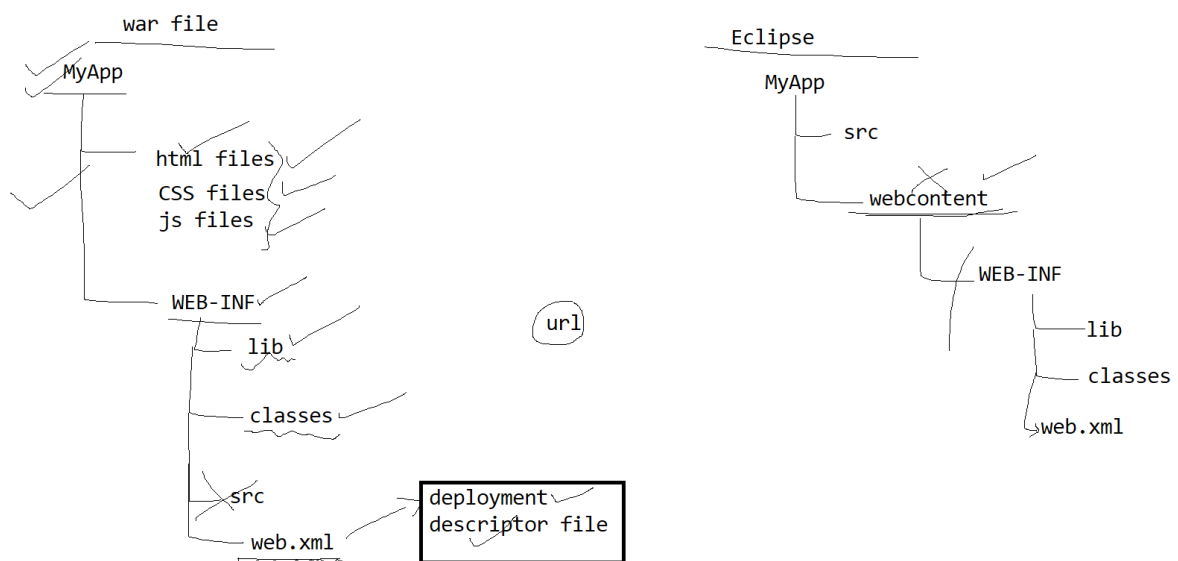 war file
MyApp
html files
CSS files
js files
WEB-INF
lib
classes
src
web.xml
deployment
descriptor file
url
Eclipse
MyApp
src
webcontent
WEB-INF
lib
classes
web.xml